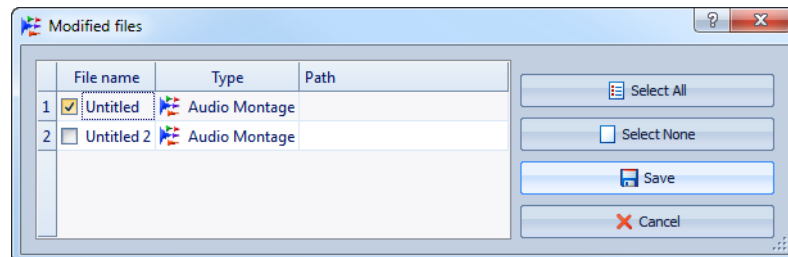 Modified files
File name Type Path
1 Untitled Audio Montage
2 Untitled 2 Audio Montage
Select All
Select None
Save
Cancel